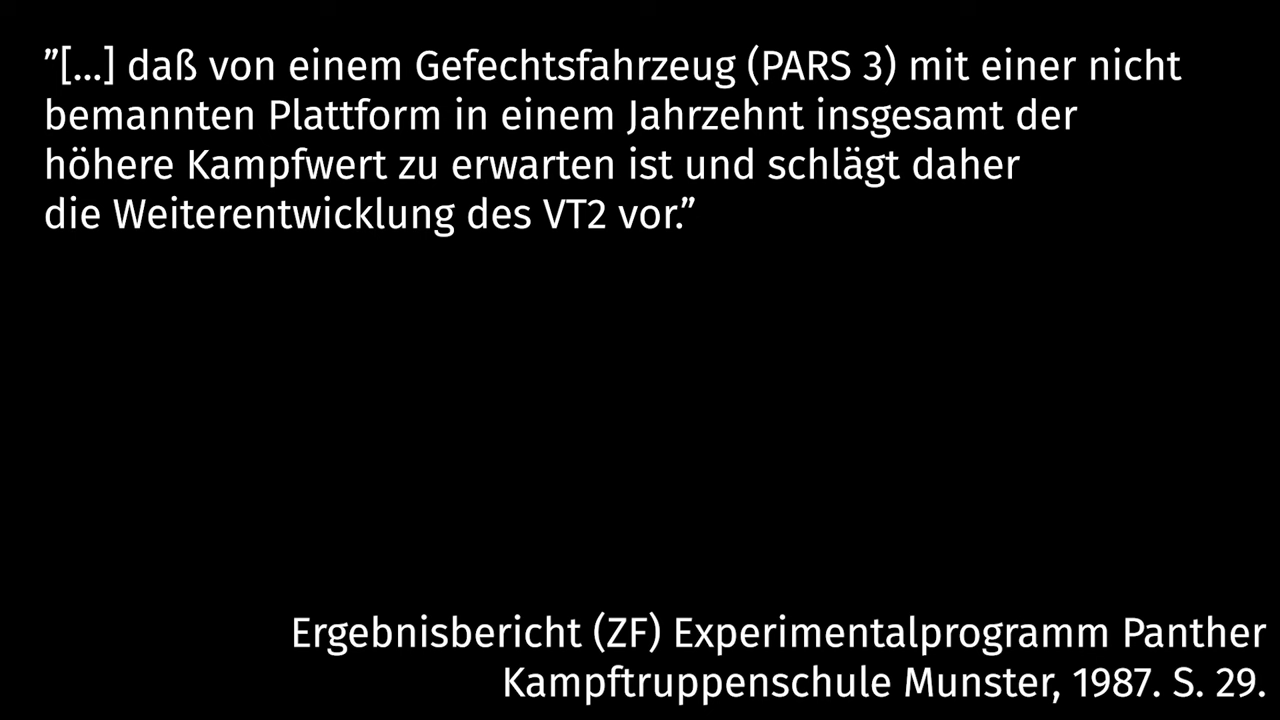 ”[...] daß von einem Gefechtsfahrzeug (PARS 3) mit einer nicht
bemannten Plattform in einem Jahrzehnt insgesamt der
höhere Kampfwert zu erwarten ist und schlägt daher
die Weiterentwicklung des VT2 vor.”
Ergebnisbericht (ZF) Experimentalprogramm Panther
Kampftruppenschule Munster, 1987. S. 29.